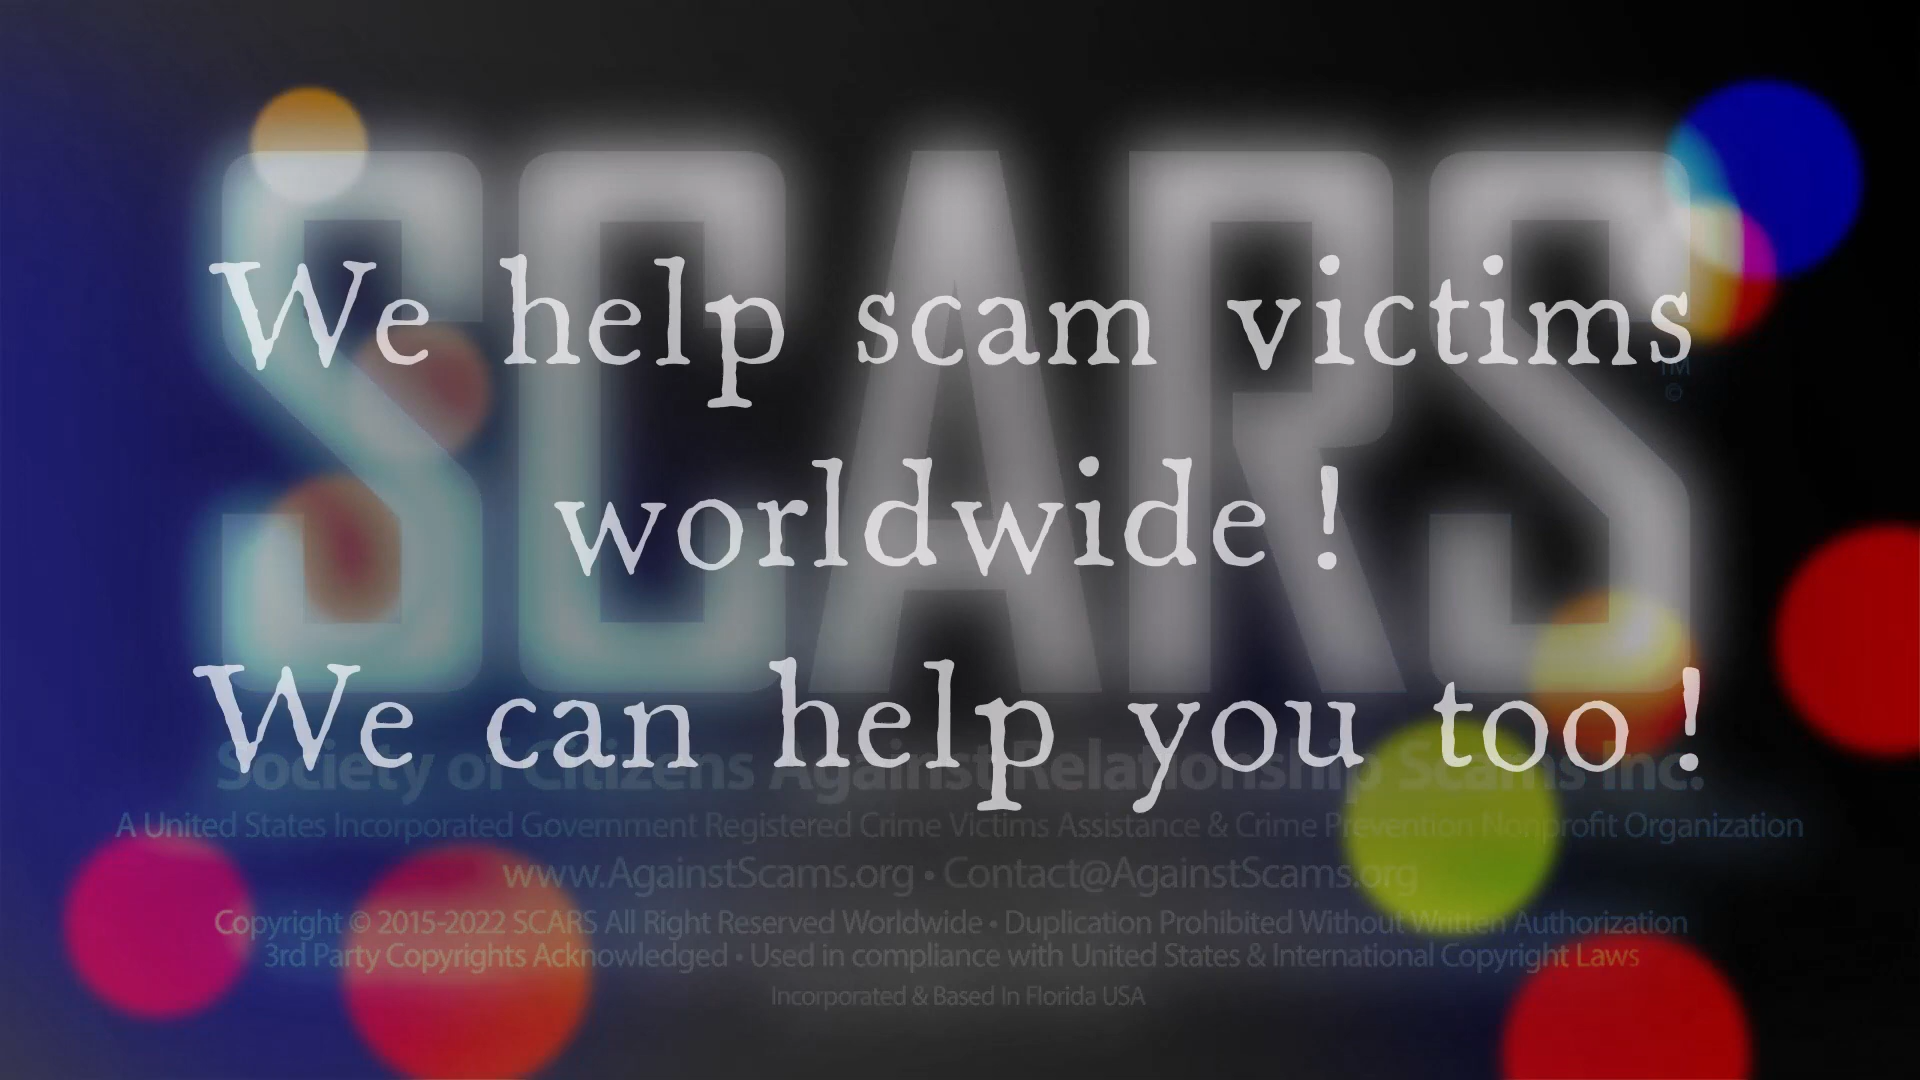 SCARS
TM
©
We help scam victims
worldwide !
We can help you too !
Society of Citizens Against Relationship Scams Inc.
A United States Incorporated Government Registered Crime Victims Assistance & Crime Prevention Nonprofit Organization
www.AgainstScams.org • Contact@AgainstScams.org
Copyright © 2015-2022 SCARS All Right Reserved Worldwide • Duplication Prohibited Without Written Authorization
3rd Party Copyrights Acknowledged • Used in compliance with United States & International Copyright Laws
Incorporated & Based In Florida USA